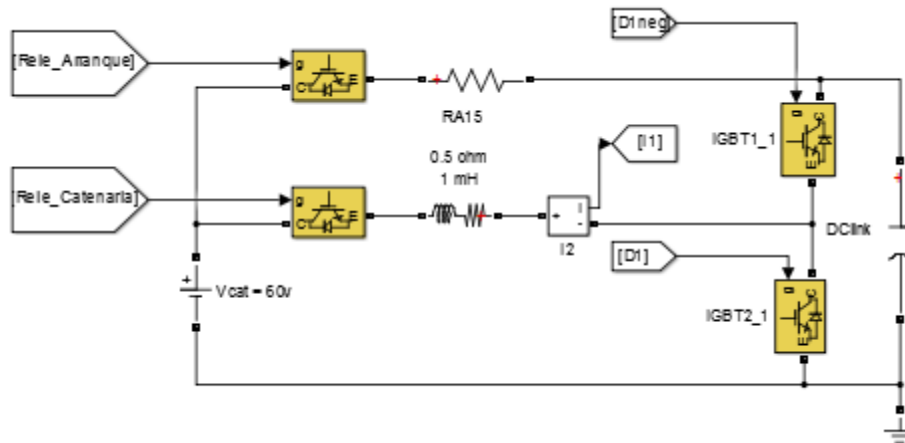 [D1neg]
[Rele_Arranque]
g
C
E
RA15
g
C
E
IGBT1_1
0.5 ohm
1 mH
[I1]
[Rele_Catenaria]
g
C
E
+
i
-
I2
DClink
[D1]
+
Vcat = 60v
g
C
E
IGBT2_1